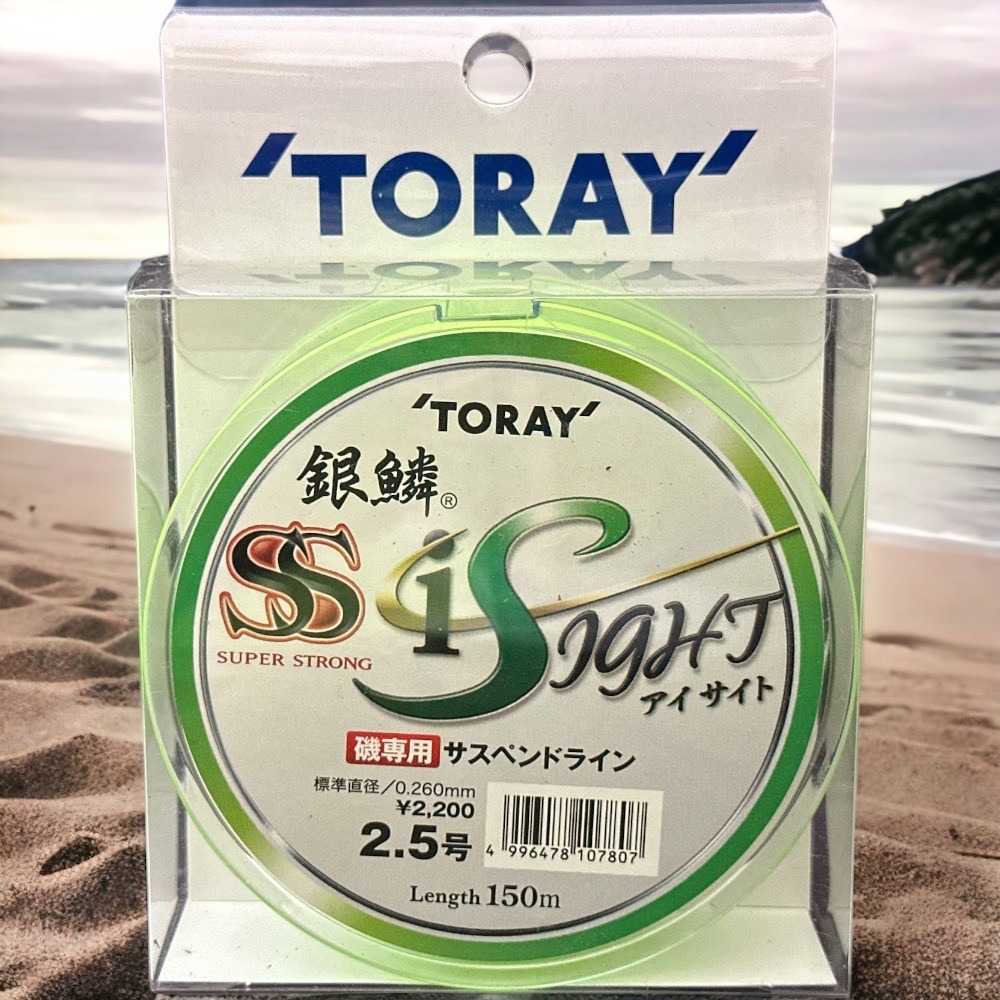 'TORAY'
'TORAY'
銀鱗®
SS
SUPER STRONG
iSIGHT
アイサイト
磯専用 サスペンドライン
標準直径/0.260mm
¥2,200
2.5号
4 996478 107807
Length 150m